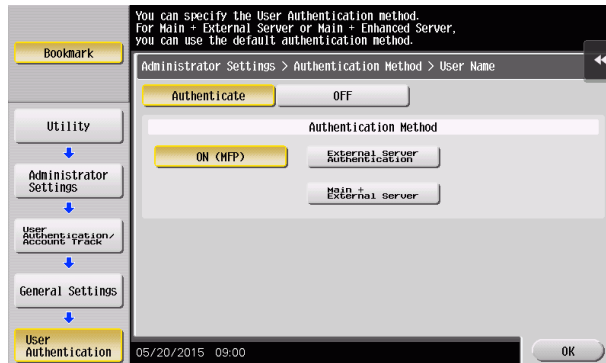 You can specify the User Authentication method.
For Main + External Server or Main + Enhanced Server,
you can use the default authentication method.
Bookmark
Administrator Settings > Authentication Method > User Name
Authenticate
OFF
Utility
Authentication Method
ON (MFP)
External Server
Authentication
Administrator
Settings
Main +
External Server
User
Authentication/
Account Track
General Settings
User
Authentication
05/20/2015 09:00
OK